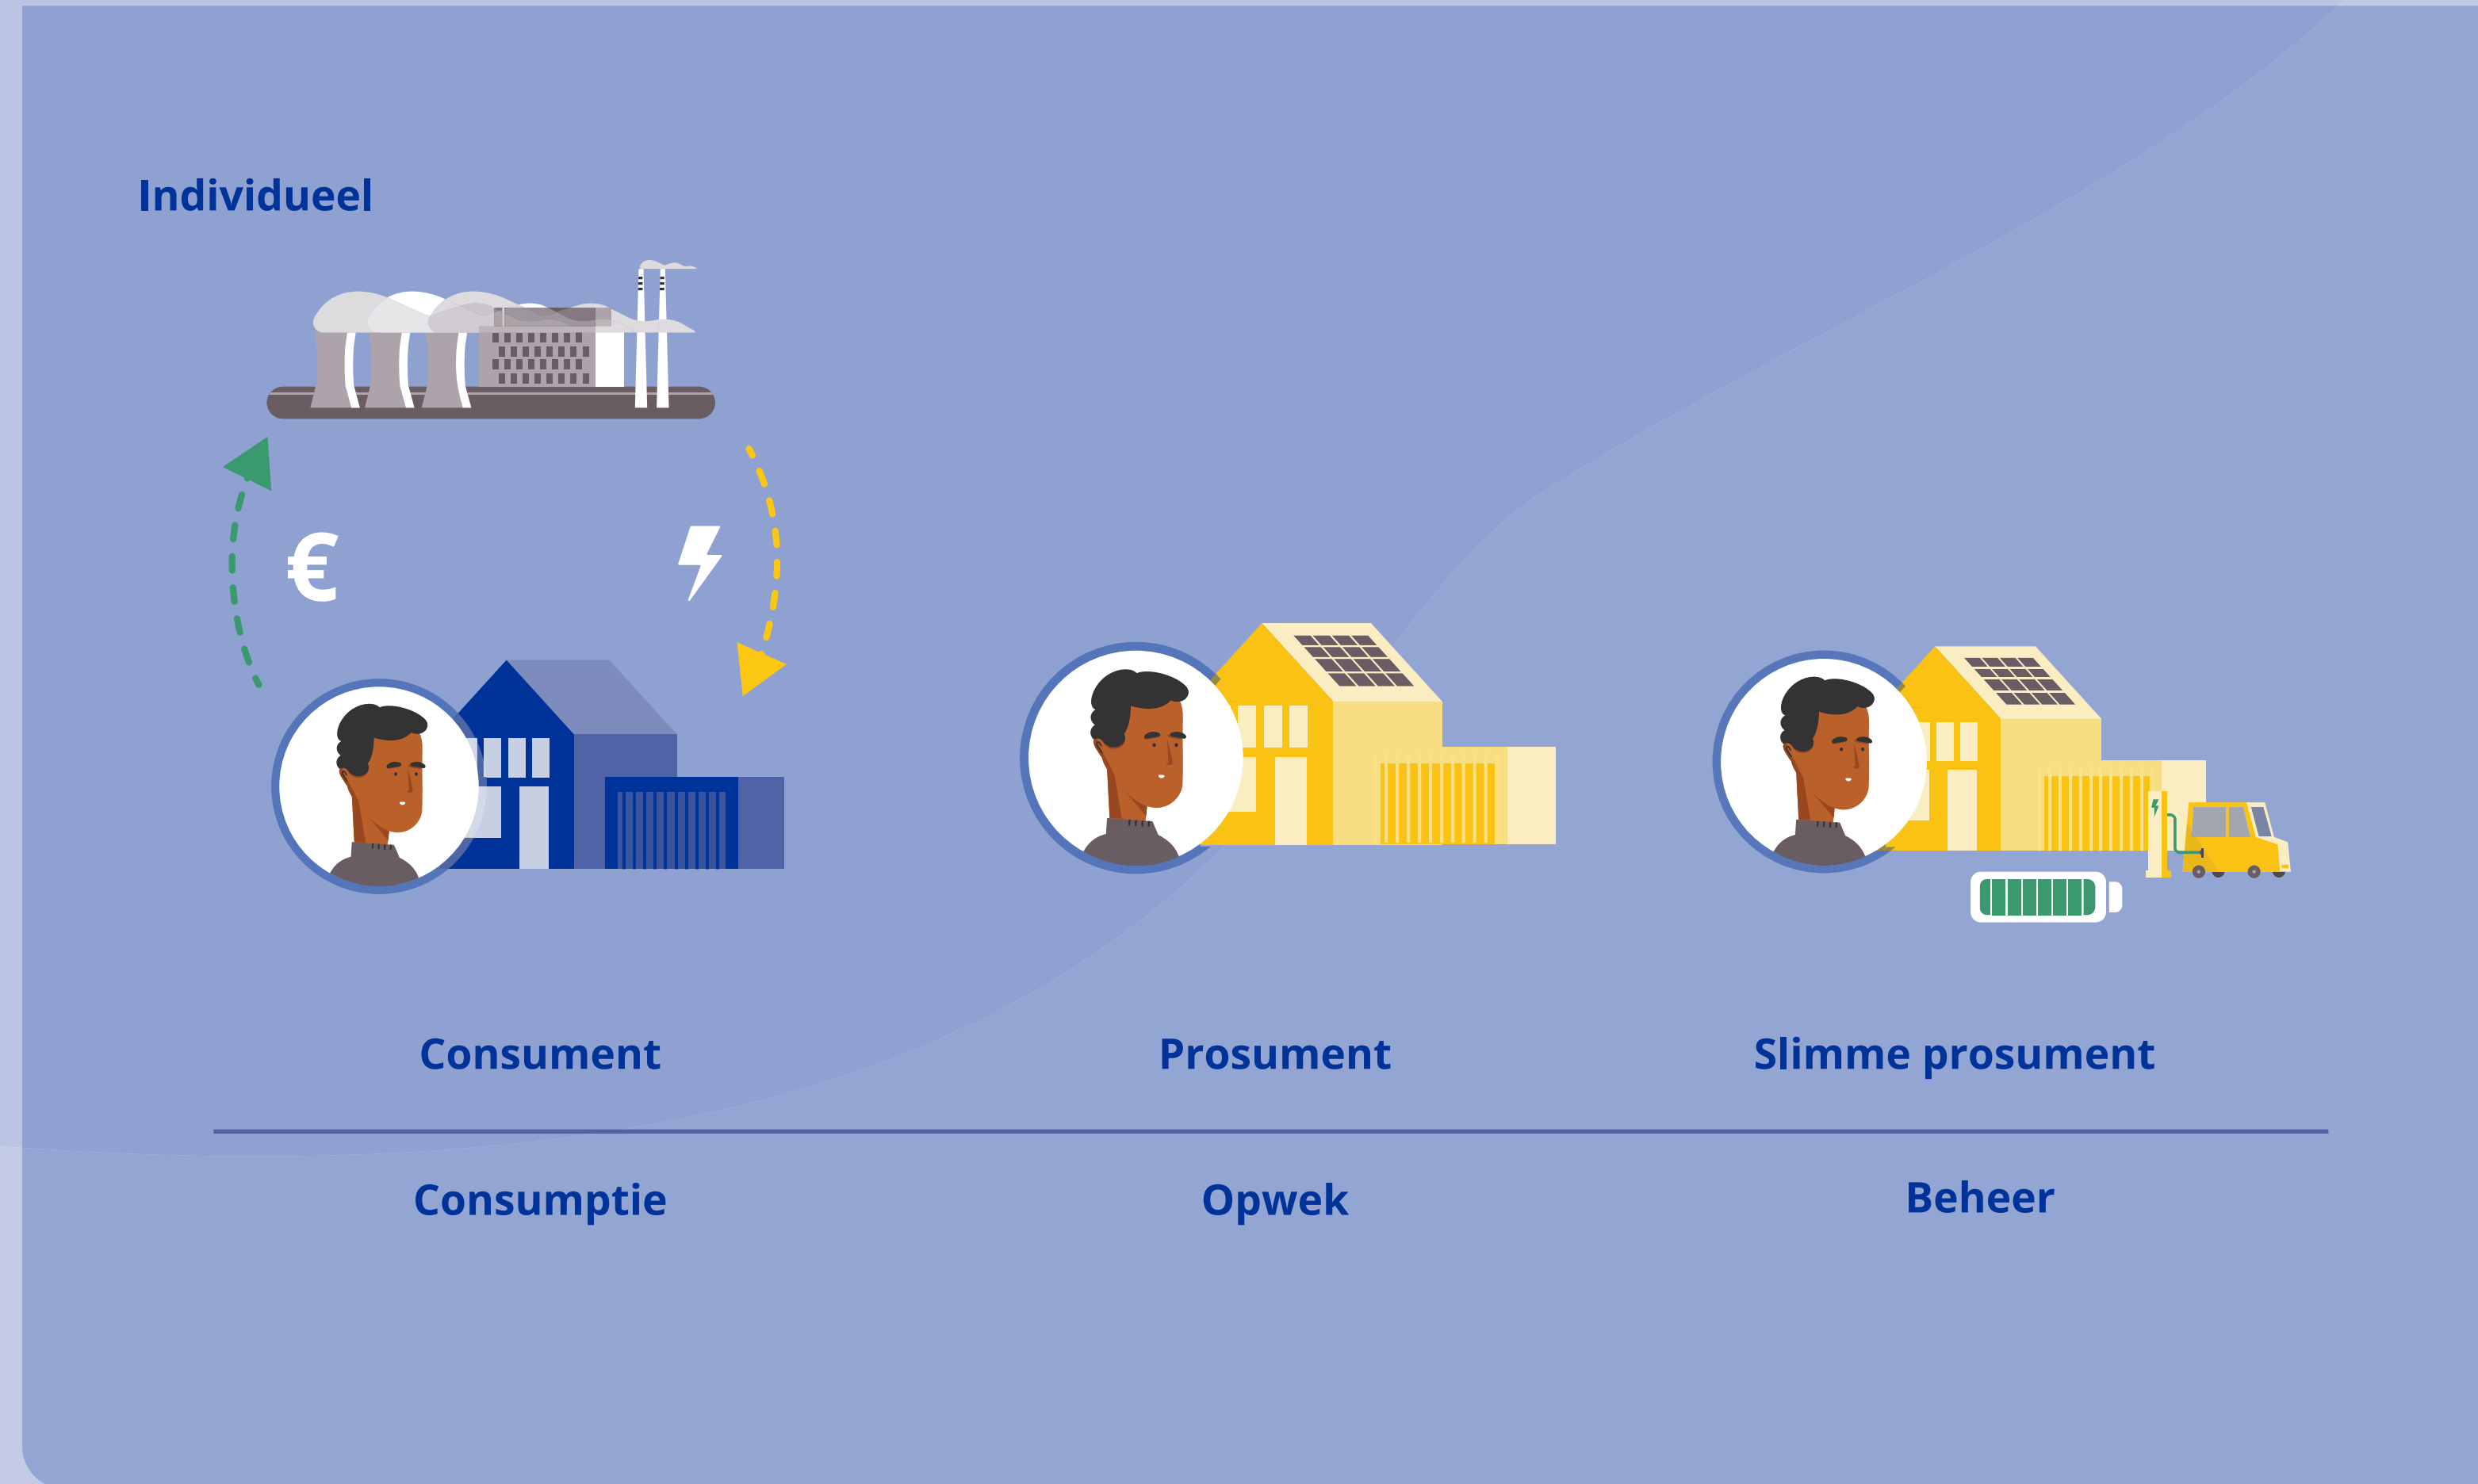 Individueel
€
Consument
Prosument
Slimme prosument
Consumptie
Opwek
Beheer